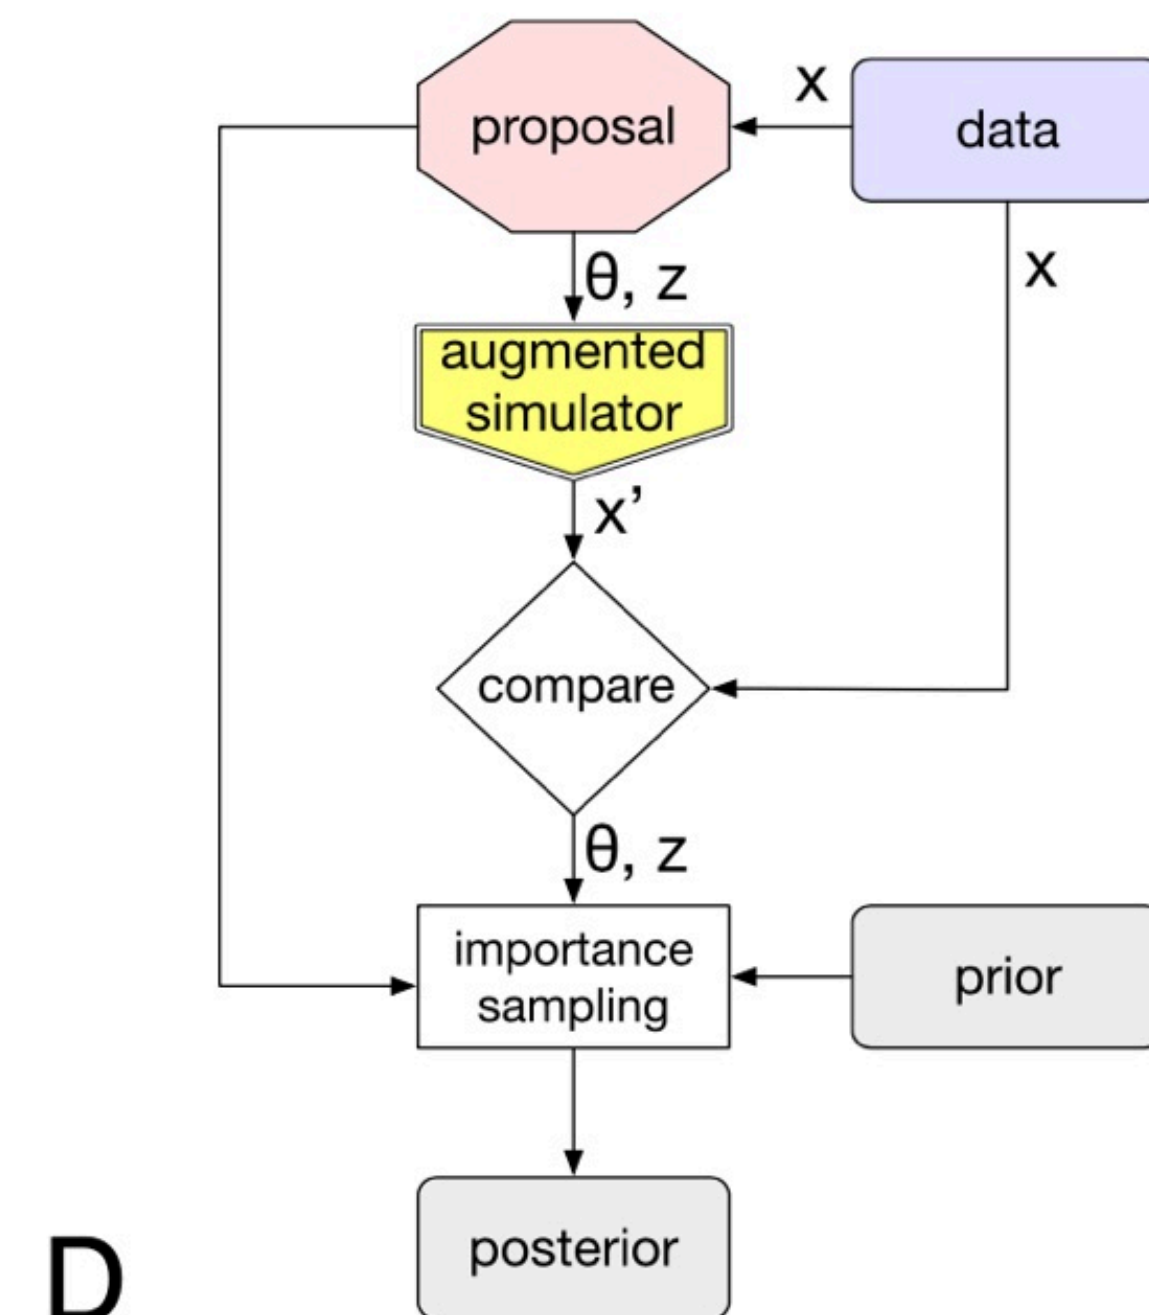 proposal
x
data
θ, z
x
augmented
simulator
x’
compare
θ, z
importance
sampling
prior
posterior
D